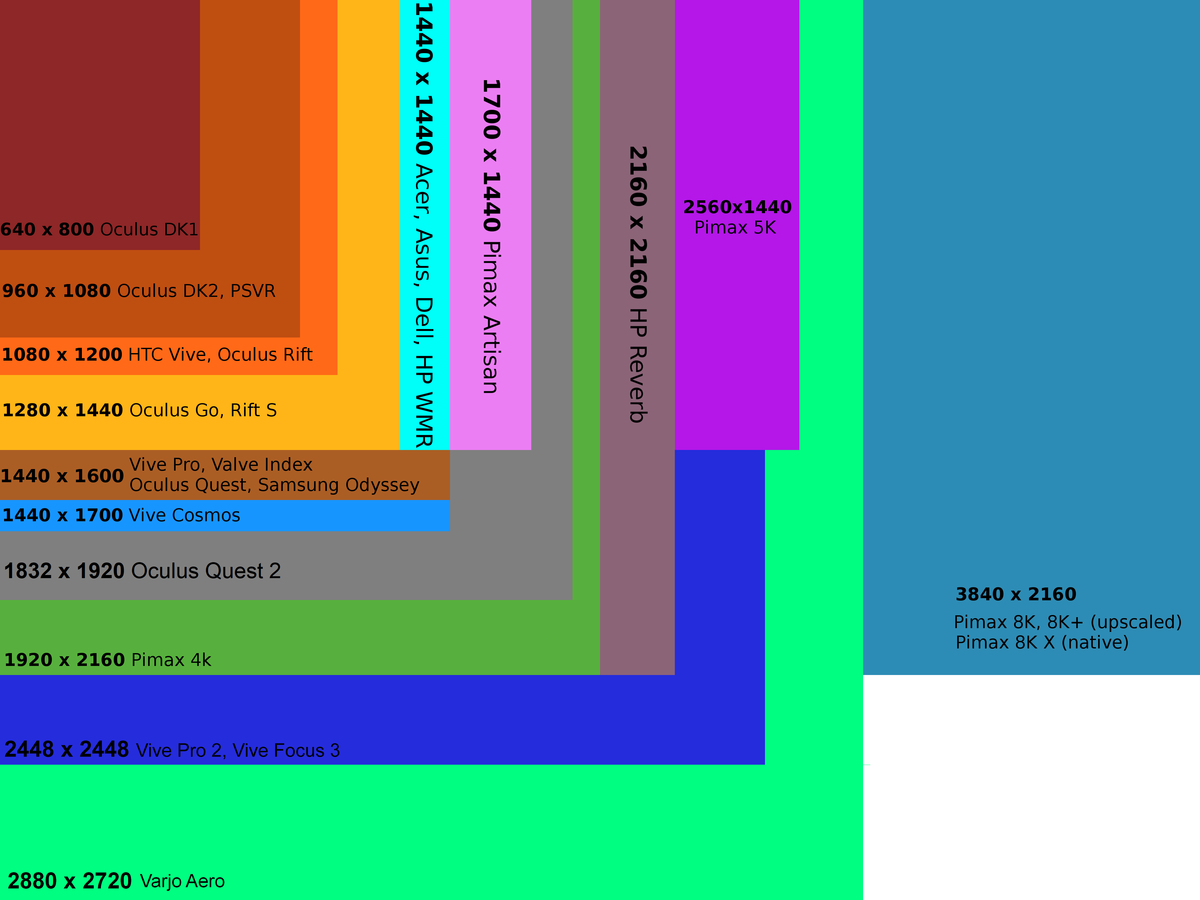 640 x 800 Oculus DK1
960 x 1080 Oculus DK2, PSVR
1080 x 1200 HTC Vive, Oculus Rift
1280 x 1440 Oculus Go, Rift S
1440 x 1440 Acer, Asus, Dell, HP WMR
1700 x 1440 Pimax Artisan
2160 x 2160 HP Reverb
2560x1440
Pimax 5K
1440 x 1600 Vive Pro, Valve Index
Oculus Quest, Samsung Odyssey
1440 x 1700 Vive Cosmos
1832 x 1920 Oculus Quest 2
1920 x 2160 Pimax 4k
3840 x 2160
Pimax 8K, 8K+ (upscaled)
Pimax 8K X (native)
2448 x 2448 Vive Pro 2, Vive Focus 3
2880 x 2720 Varjo Aero